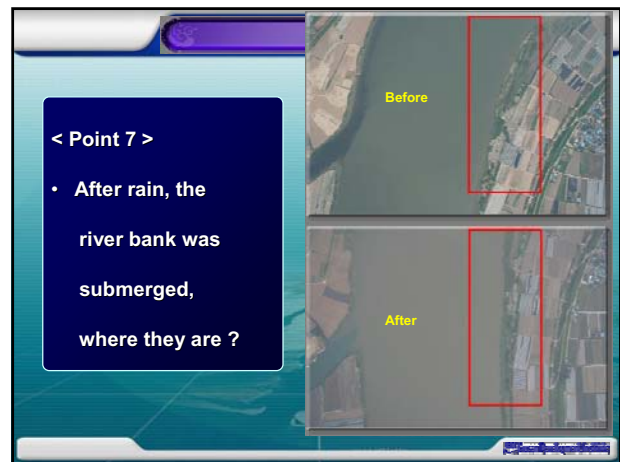 < Point 7 >
• After rain, the
river bank was
submerged,
where they are ?
Before
After